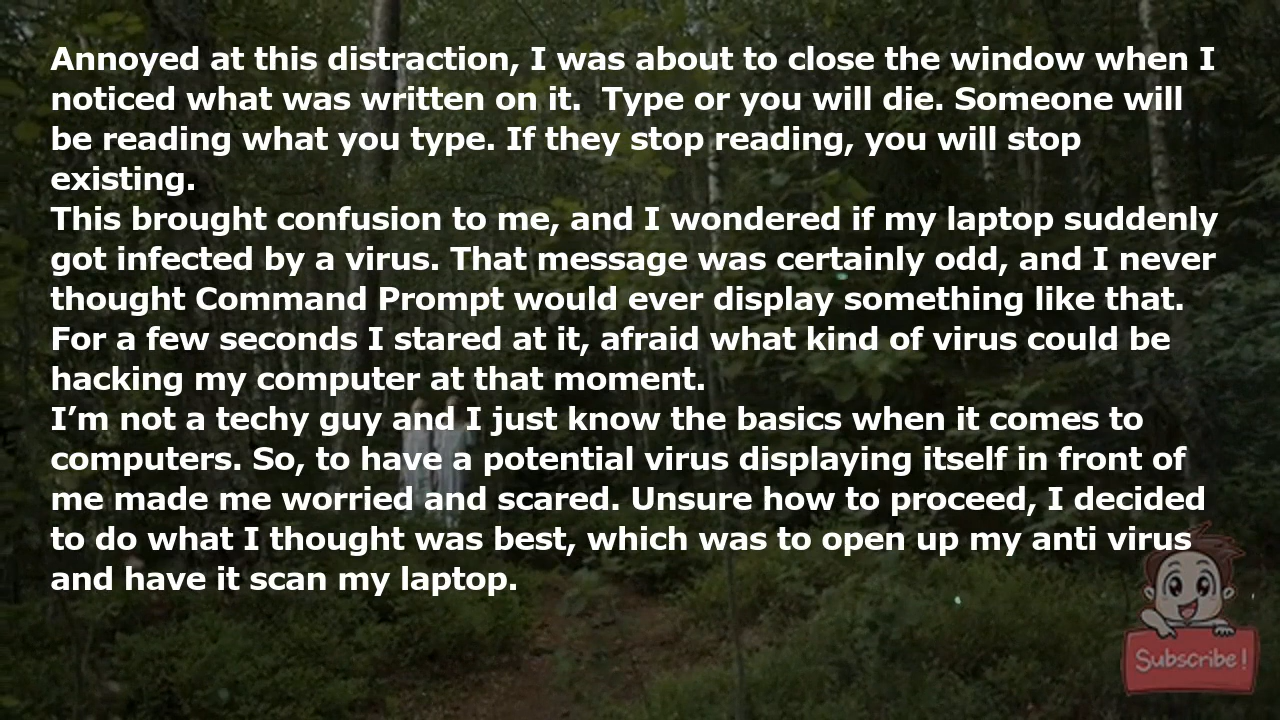 Annoyed at this distraction, I was about to close the window when I
noticed what was written on it.  Type or you will die. Someone will
be reading what you type. If they stop reading, you will stop
existing.
This brought confusion to me, and I wondered if my laptop suddenly
got infected by a virus. That message was certainly odd, and I never
thought Command Prompt would ever display something like that.
For a few seconds I stared at it, afraid what kind of virus could be
hacking my computer at that moment.
I’m not a techy guy and I just know the basics when it comes to
computers. So, to have a potential virus displaying itself in front of
me made me worried and scared. Unsure how to proceed, I decided
to do what I thought was best, which was to open up my anti virus
and have it scan my laptop.
Subscribe!